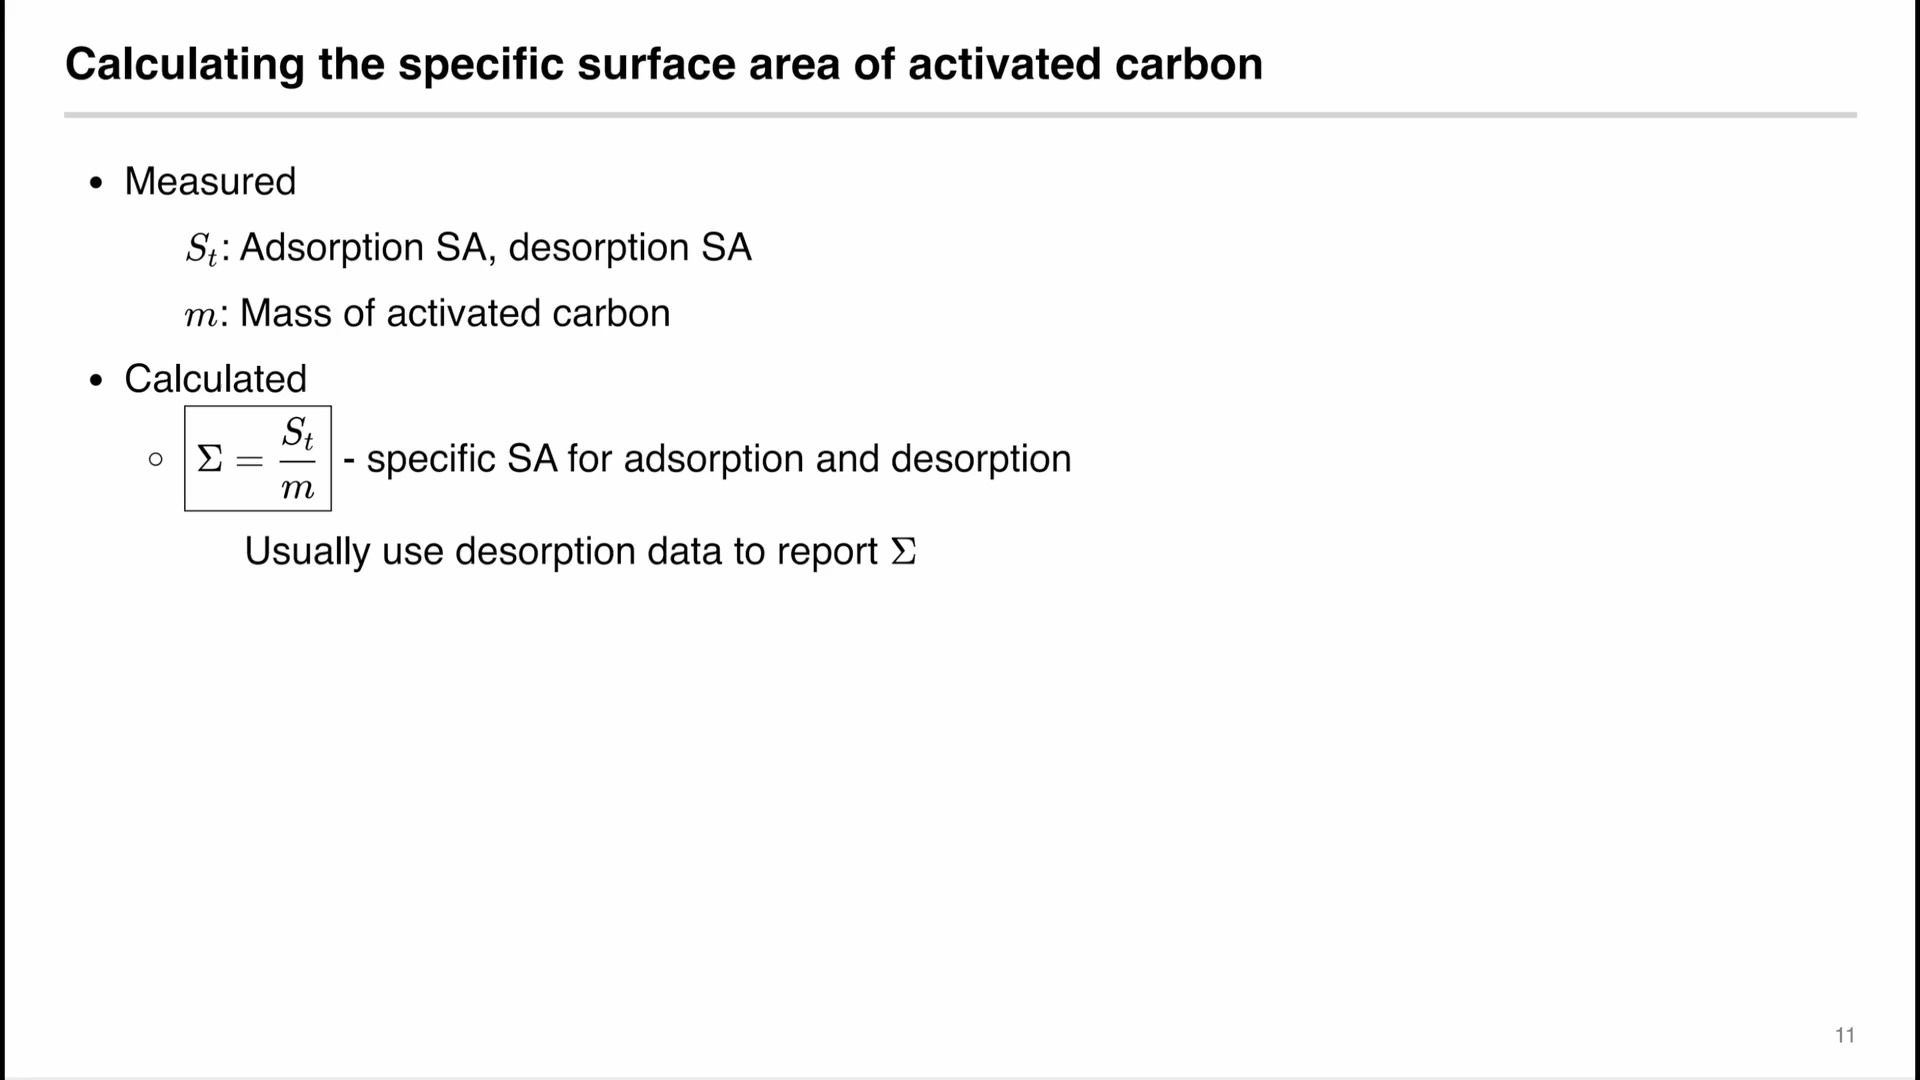 Calculating the specific surface area of activated carbon
• Measured
S_t: Adsorption SA, desorption SA
m: Mass of activated carbon
• Calculated
○ Σ = S_t / m - specific SA for adsorption and desorption
Usually use desorption data to report Σ
11